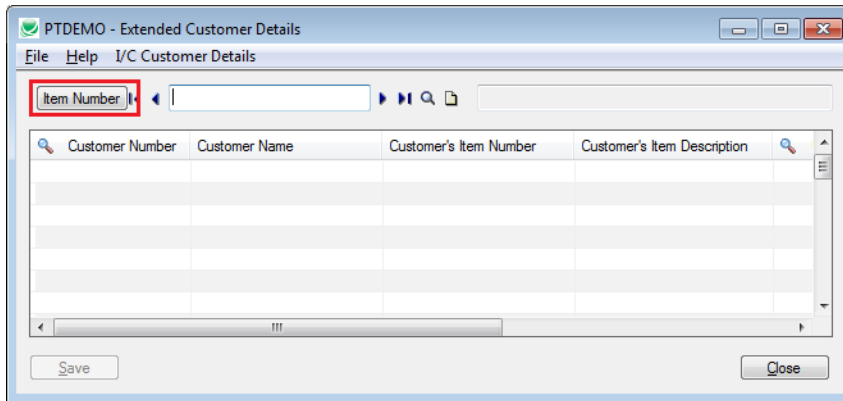 PTDEMO - Extended Customer Details
File Help I/C Customer Details
Item Number
Customer Number Customer Name Customer's Item Number Customer's Item Description
Save Close